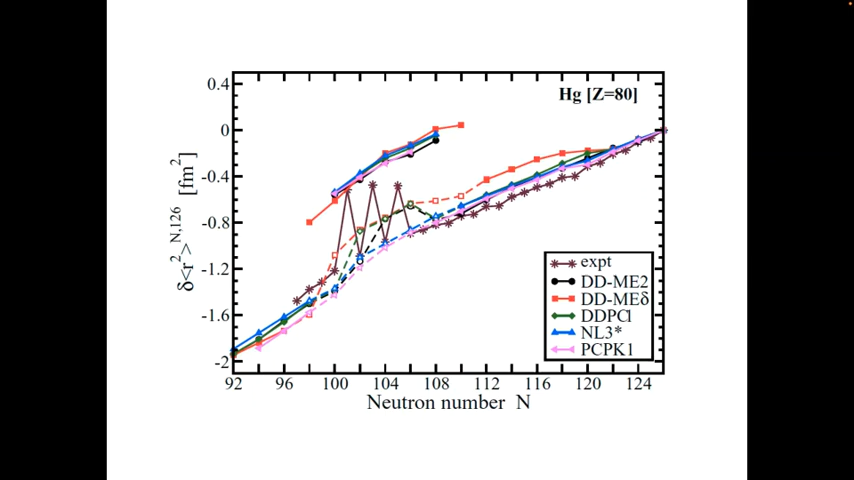 Hg [Z=80]
0.4
0
-0.4
-0.8
-1.2
-1.6
-2
δ<r²>^N,126 [fm²]
expt
DD-ME2
DD-MEδ
DDPC1
NL3*
PCPK1
92 96 100 104 108 112 116 120 124
Neutron number N